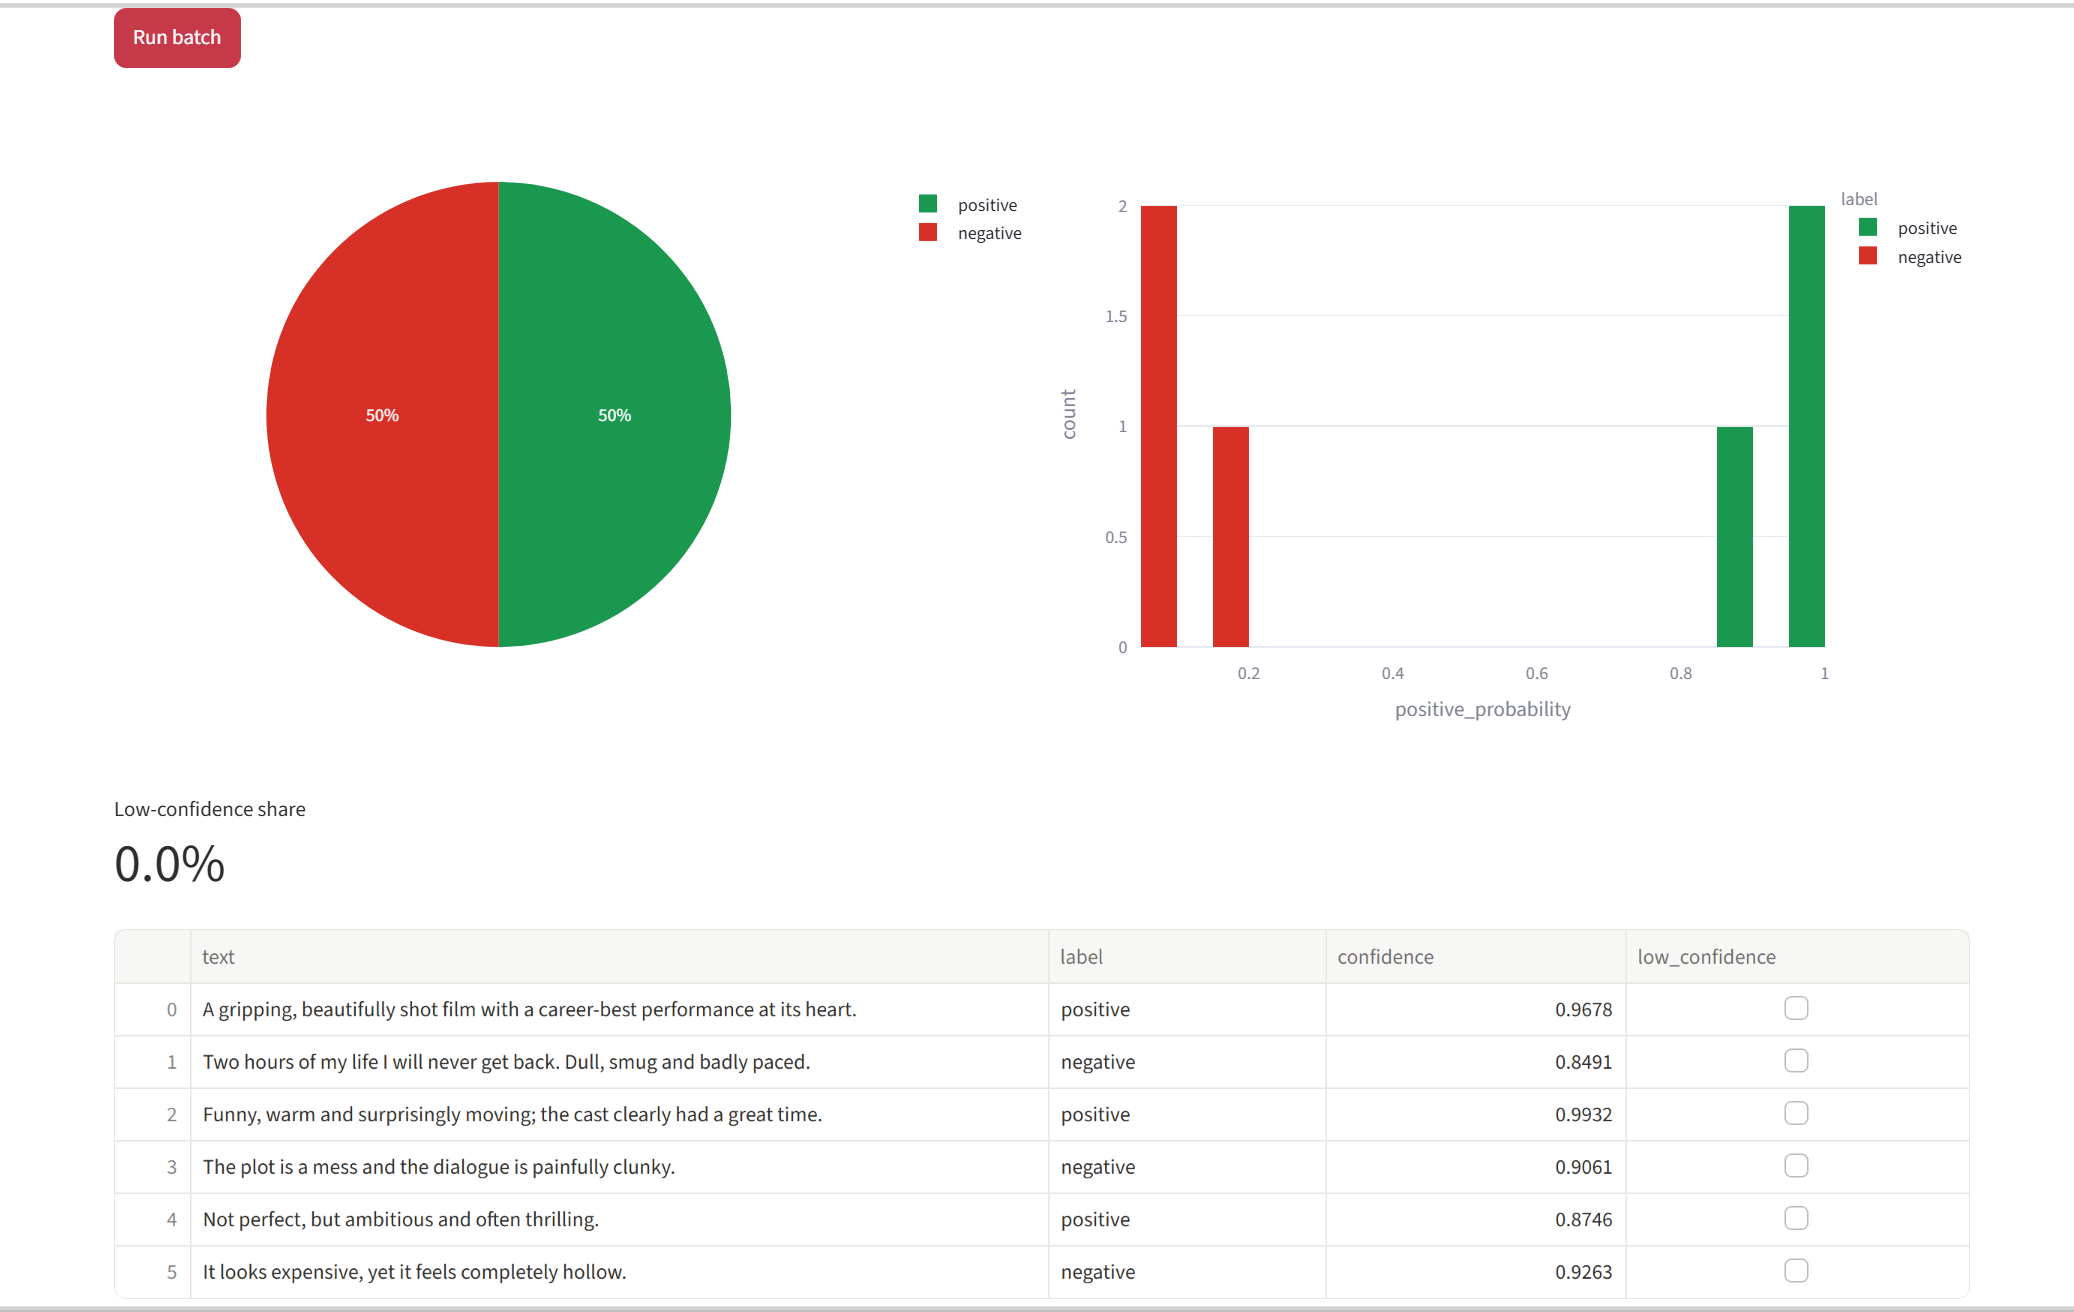 Run batch
50%
50%
positive
negative
2
1.5
1
0.5
0
count
0.2 0.4 0.6 0.8 1
positive_probability
label
positive
negative
Low-confidence share
0.0%
text label confidence low_confidence
0 A gripping, beautifully shot film with a career-best performance at its heart. positive 0.9678
1 Two hours of my life I will never get back. Dull, smug and badly paced. negative 0.8491
2 Funny, warm and surprisingly moving; the cast clearly had a great time. positive 0.9932
3 The plot is a mess and the dialogue is painfully clunky. negative 0.9061
4 Not perfect, but ambitious and often thrilling. positive 0.8746
5 It looks expensive, yet it feels completely hollow. negative 0.9263